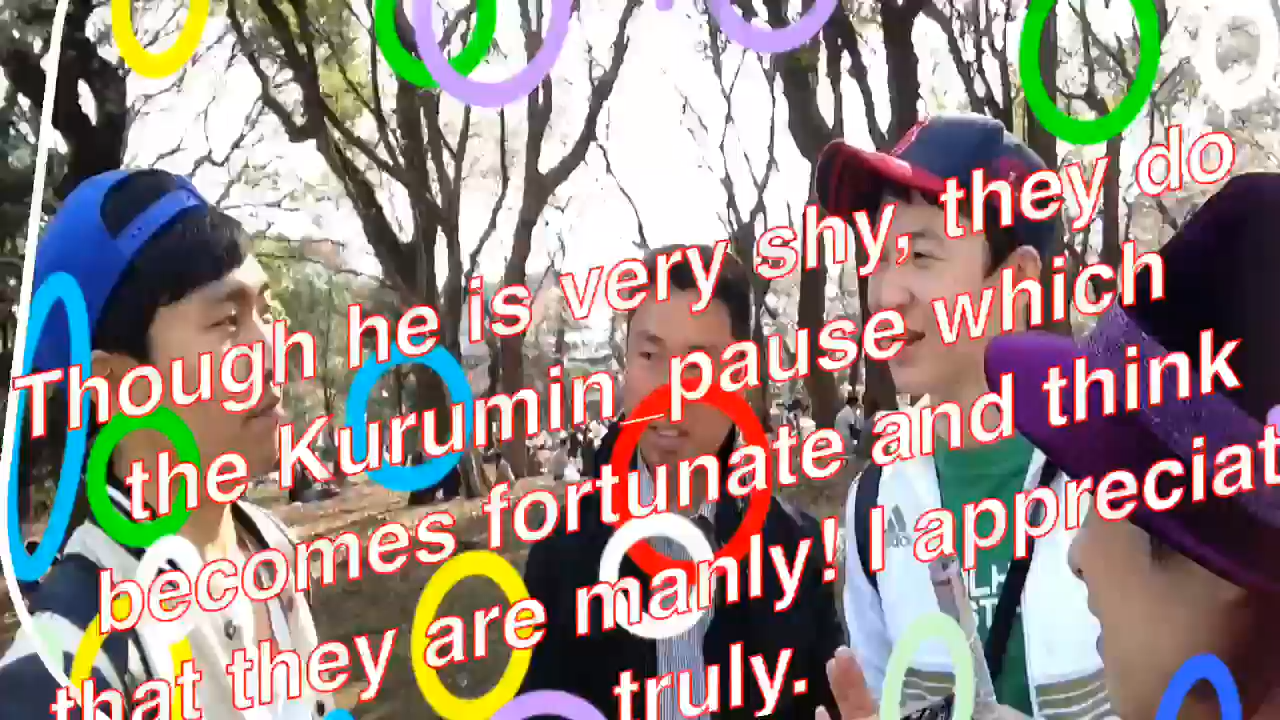 Though he is very shy, they do
the Kurumin_pause which
becomes fortunate and think
that they are manly! I appreciat
truly.
adidas